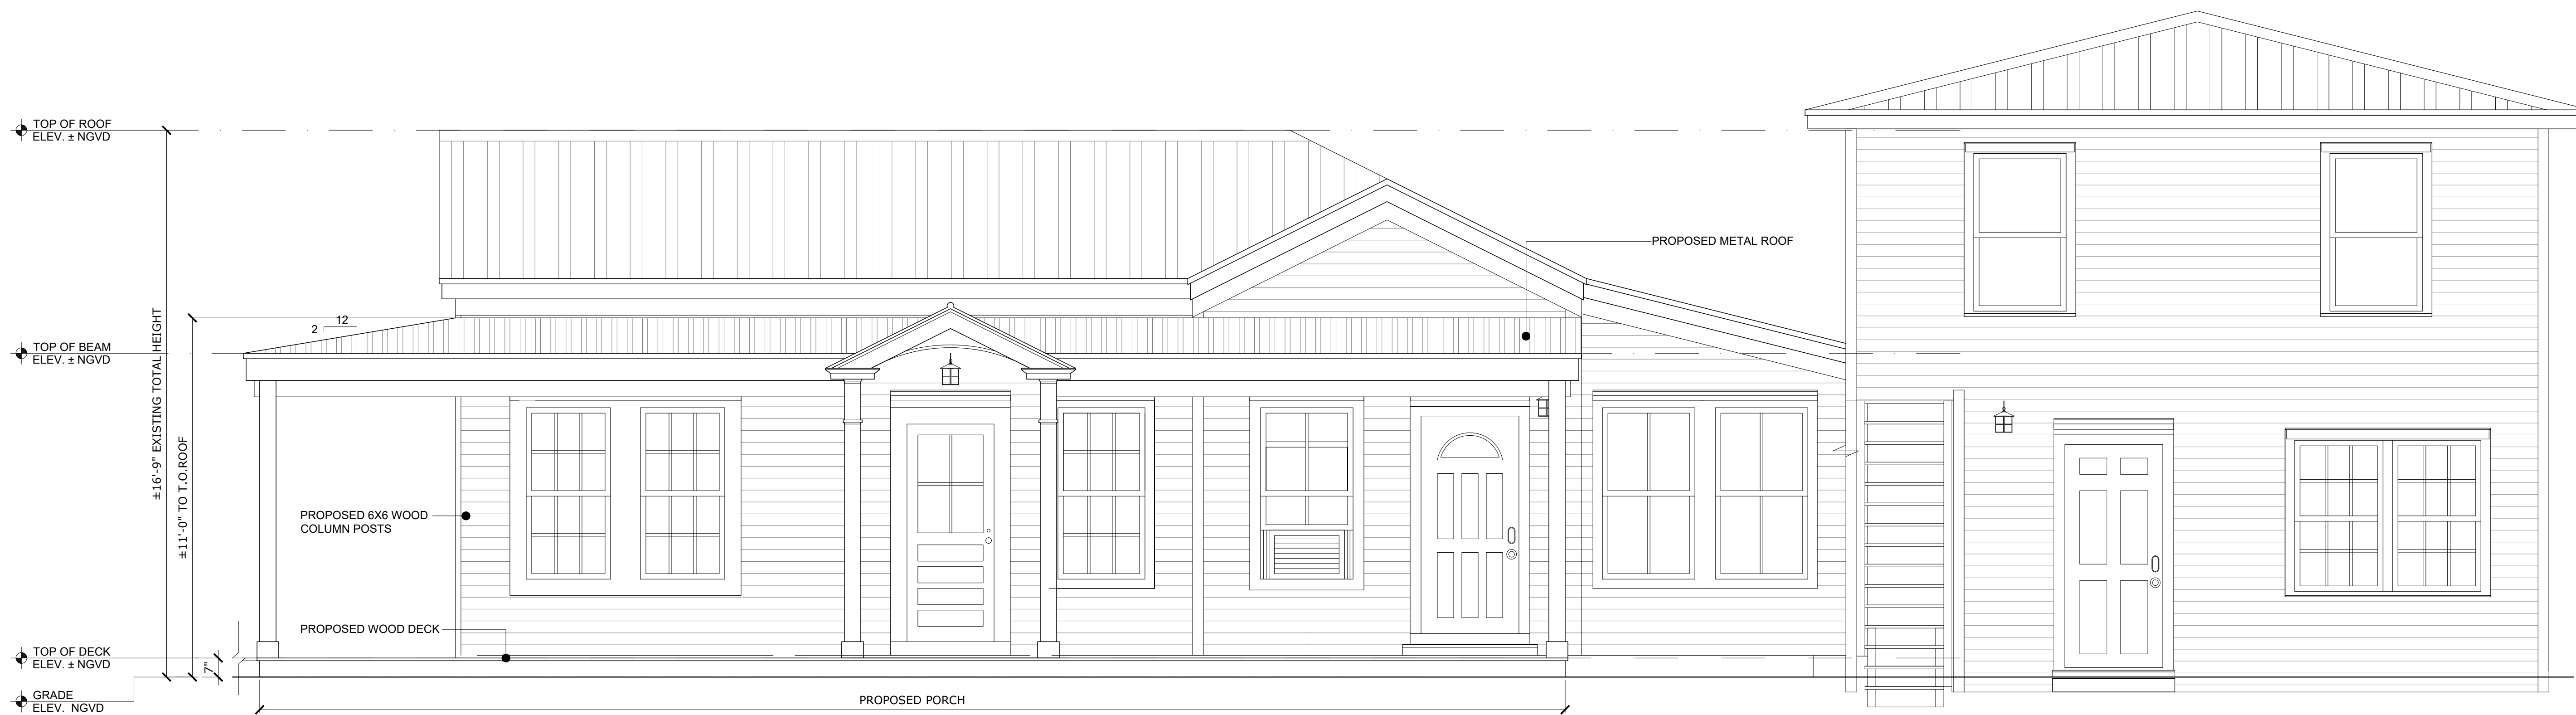 TOP OF ROOF
ELEV. ± NGVD
PROPOSED METAL ROOF
±16'-9" EXISTING TOTAL HEIGHT
±11'-0" TO T.O.ROOF
12
2
TOP OF BEAM
ELEV. ± NGVD
PROPOSED 6X6 WOOD
COLUMN POSTS
PROPOSED WOOD DECK
TOP OF DECK
ELEV. ± NGVD
7"
GRADE
ELEV. NGVD
PROPOSED PORCH